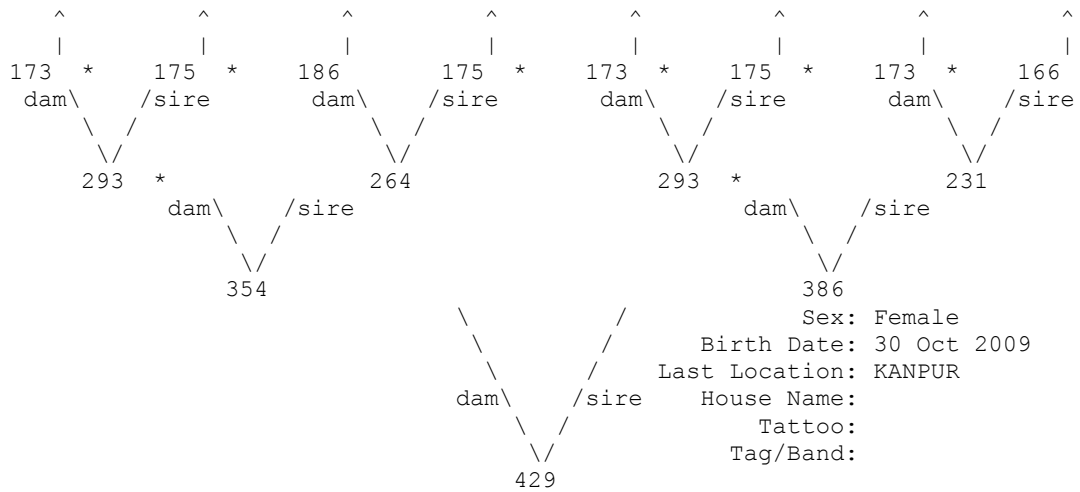 ^ ^ ^ ^ ^ ^ ^ ^
| | | | | | | |
173 * 175 * 186 175 * 173 * 175 * 173 * 166
dam\ /sire dam\ /sire dam\ /sire dam\ /sire
\ / \ / \ / \ /
\/ \/ \/ \/
293 * 264 293 * 231
dam\ /sire dam\ /sire
\ / \ /
\/ \/
354 386
\ / Sex: Female
\ / Birth Date: 30 Oct 2009
\ / Last Location: KANPUR
dam\ /sire House Name:
\ / Tattoo:
\/ Tag/Band:
429